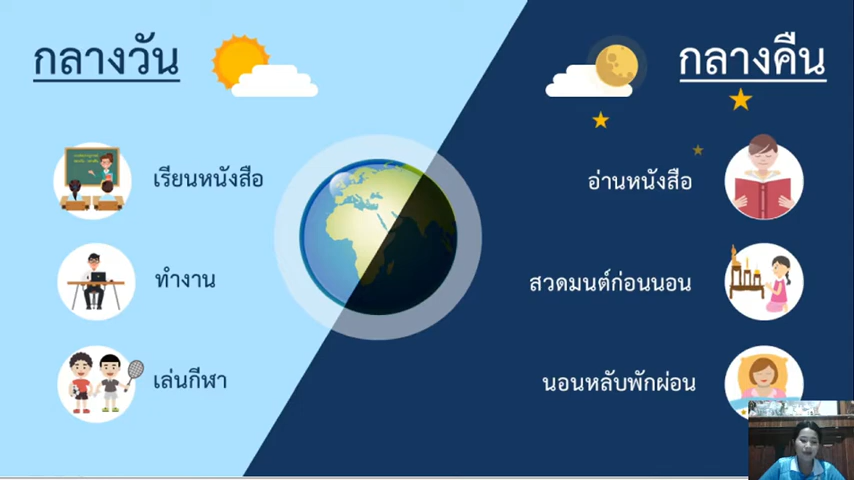 กลางวัน
เรียนหนังสือ
ทำงาน
เล่นกีฬา
กลางคืน
อ่านหนังสือ
สวดมนต์ก่อนนอน
นอนหลับพักผ่อน